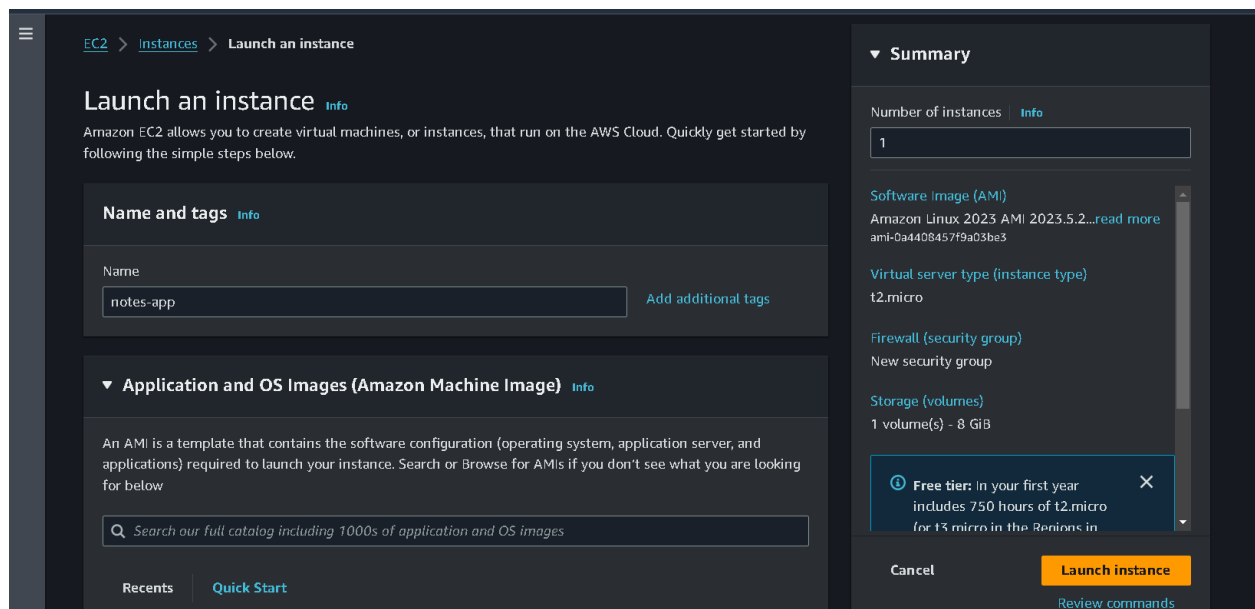 EC2 > Instances > Launch an instance
Launch an instance Info
Amazon EC2 allows you to create virtual machines, or instances, that run on the AWS Cloud. Quickly get started by
following the simple steps below.
Name and tags Info
Name
notes-app
Add additional tags
Application and OS Images (Amazon Machine Image) Info
An AMI is a template that contains the software configuration (operating system, application server, and
applications) required to launch your instance. Search or Browse for AMIs if you don't see what you are looking
for below
Search our full catalog including 1000s of application and OS images
Recents
Quick Start
Summary
Number of instances Info
1
Software Image (AMI)
Amazon Linux 2023 AMI 2023.5.2...read more
ami-0a4408457f9a03be3
Virtual server type (instance type)
t2.micro
Firewall (security group)
New security group
Storage (volumes)
1 volume(s) - 8 GiB
Free tier: In your first year
includes 750 hours of t2.micro
(or t3.micro in the Regions in
Cancel
Launch instance
Review commands